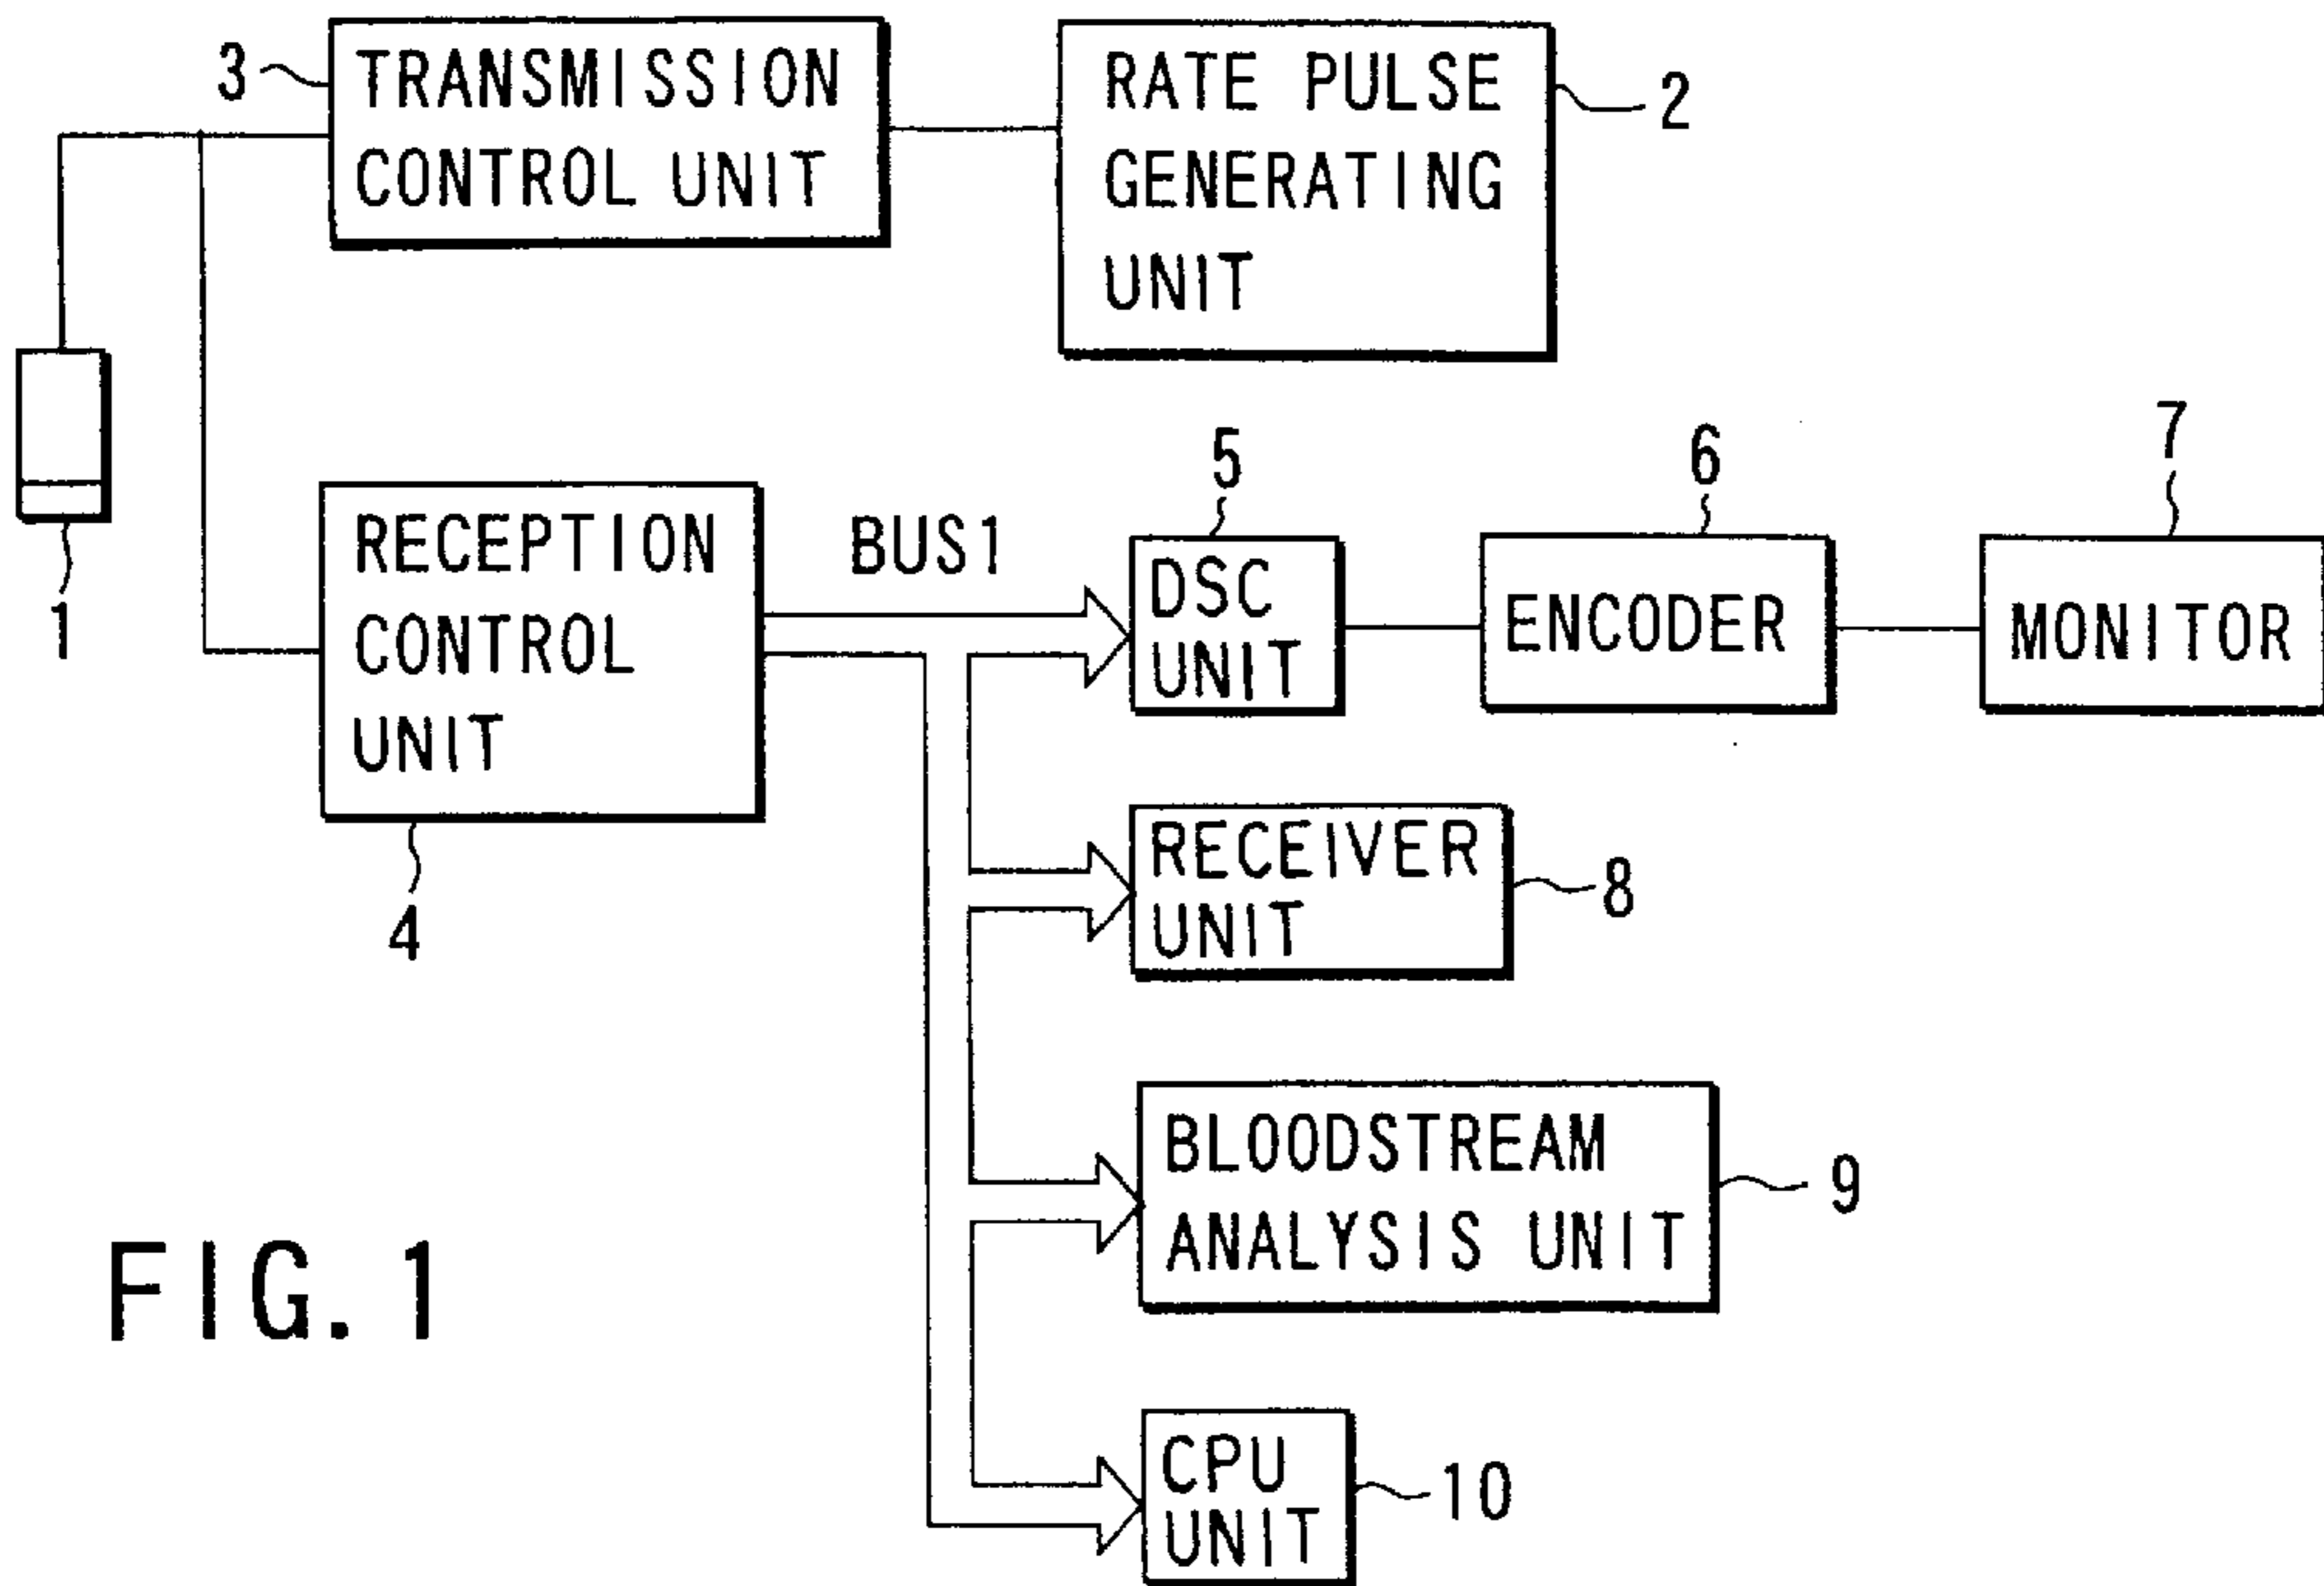 3
TRANSMISSION
CONTROL UNIT
RATE PULSE
GENERATING
UNIT
2
1
RECEPTION
CONTROL
UNIT
4
BUS1
5
DSC
UNIT
6
ENCODER
7
MONITOR
RECEIVER
UNIT
8
BLOODSTREAM
ANALYSIS UNIT
9
CPU
UNIT
10
FIG. 1